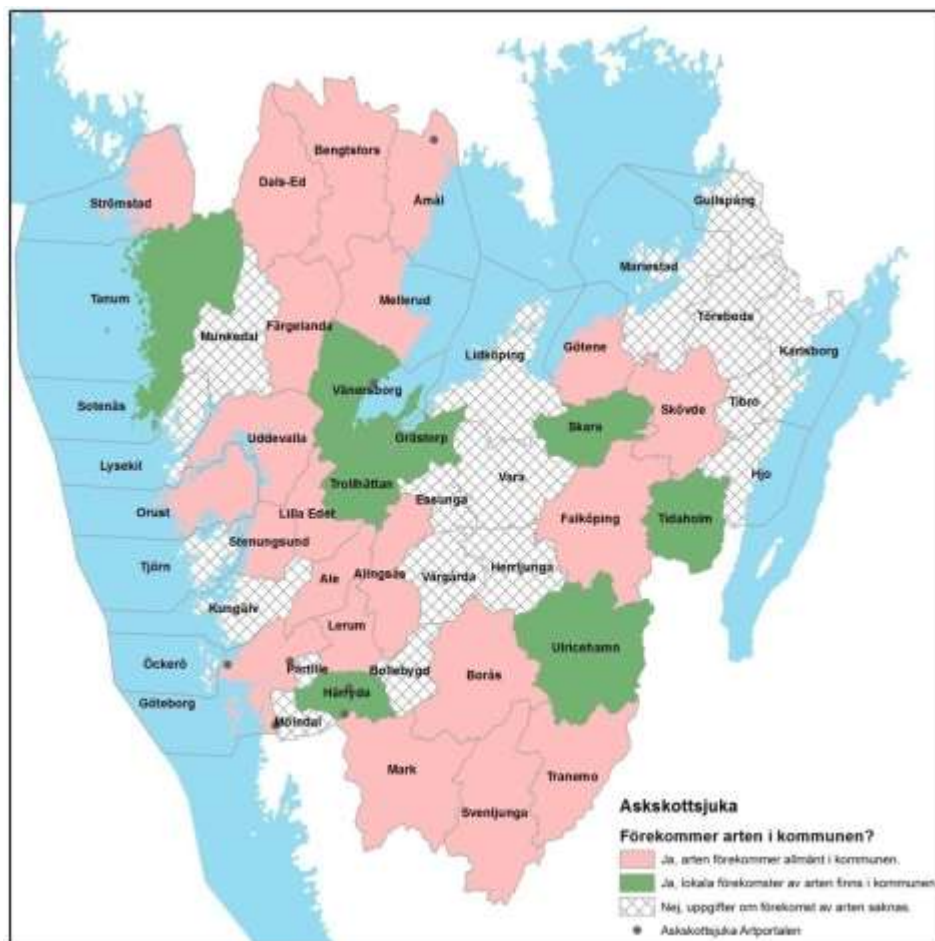 Bengtsfors
Dals-Ed
Åmål
Strömstad
Gullspång
Mariestad
Tanum
Mellerud
Munkedal
Färgelanda
Töreboda
Lidköping
Götene
Karlsborg
Vänersborg
Sotenäs
Tibro
Skövde
Skara
Uddevalla
Grästorp
Lysekil
Hjo
Vara
Trollhättan
Essunga
Orust
Lilla Edet
Falköping
Tidaholm
Stenungsund
Tjörn
Ale
Alingsås
Vårgårda
Herrljunga
Kungälv
Lerum
Ulricehamn
Öckerö
Partille
Bollebygd
Borås
Härryda
Göteborg
Mölndal
Mark
Tranemo
Svenljunga
Askskottsjuka
Förekommer arten i kommunen?
Ja, arten förekommer allmänt i kommunen.
Ja, lokala förekomster av arten finns i kommunen
Nej, uppgifter om förekomst av arten saknas.
Askskottsjuka Artportalen